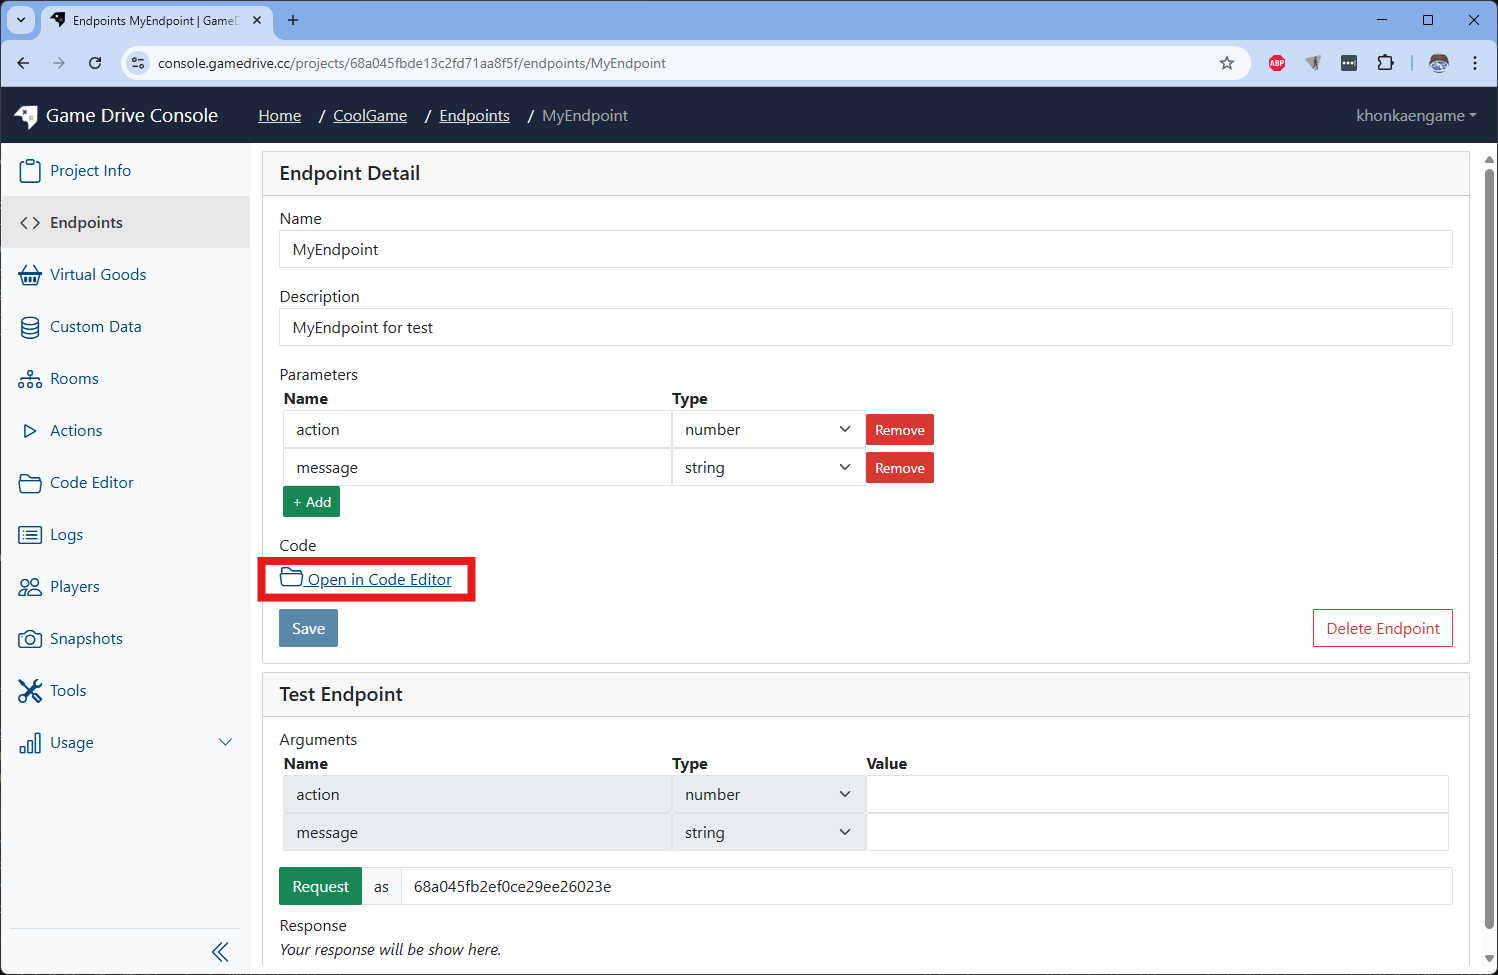 Endpoints MyEndpoint | GameD
console.gamedrive.cc/projects/68a045fbde13c2fd71aa8f5f/endpoints/MyEndpoint
ABP
Game Drive Console
Home / CoolGame / Endpoints / MyEndpoint
khonkaengame
Project Info
Endpoints
Virtual Goods
Custom Data
Rooms
Actions
Code Editor
Logs
Players
Snapshots
Tools
Usage
Endpoint Detail
Name
MyEndpoint
Description
MyEndpoint for test
Parameters
Name Type
action number Remove
message string Remove
+ Add
Code
Open in Code Editor
Save Delete Endpoint
Test Endpoint
Arguments
Name Type Value
action number
message string
Request as 68a045fb2ef0ce29ee26023e
Response
Your response will be show here.